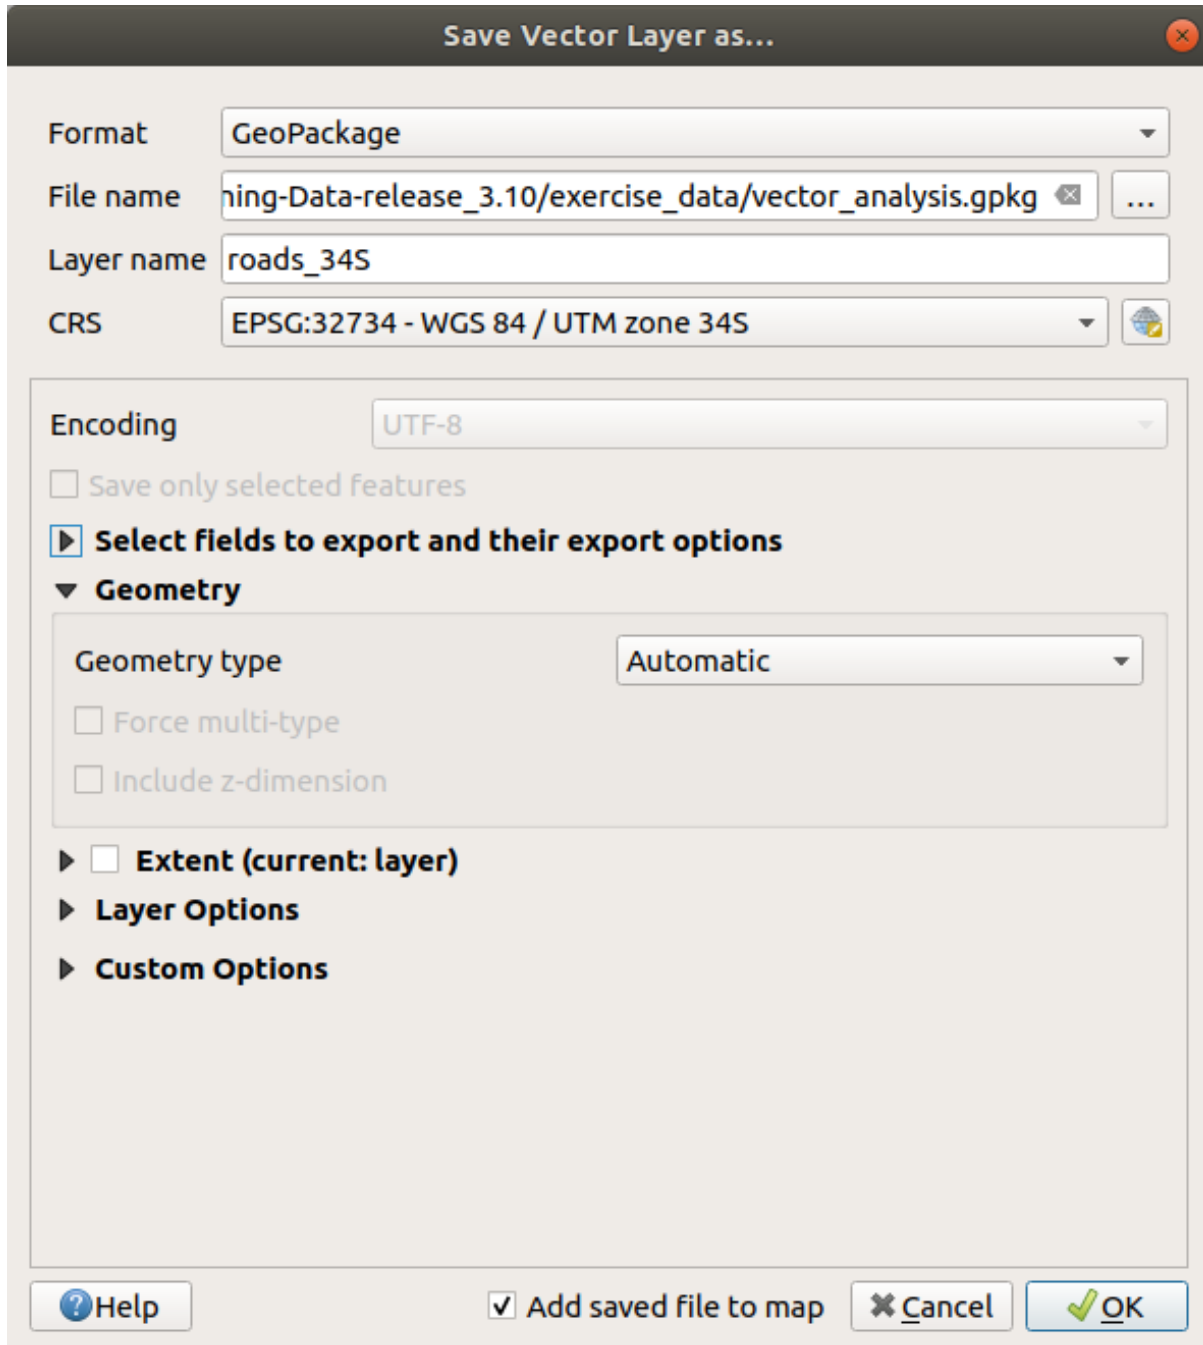 Save Vector Layer as...
Format GeoPackage
File name ning-Data-release_3.10/exercise_data/vector_analysis.gpkg ...
Layer name roads_34S
CRS EPSG:32734 - WGS 84 / UTM zone 34S
Encoding UTF-8
Save only selected features
Select fields to export and their export options
Geometry
Geometry type Automatic
Force multi-type
Include z-dimension
Extent (current: layer)
Layer Options
Custom Options
Help Add saved file to map Cancel OK